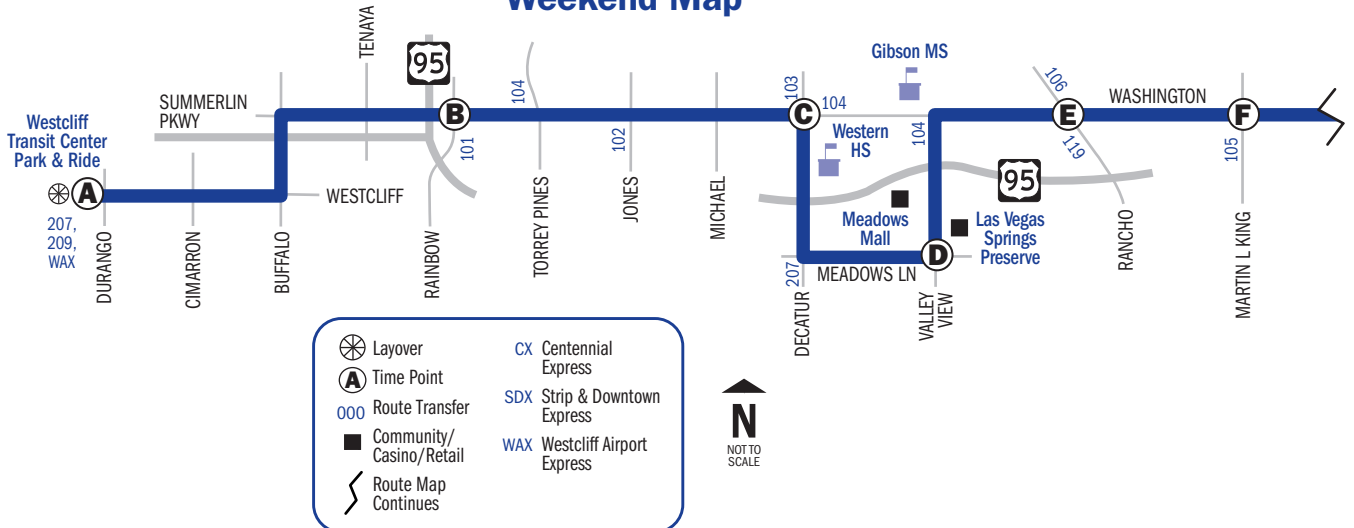 Weekend Map
TENAYA
95
Gibson MS
SUMMERLIN
PKWY
104
103
104
106
WASHINGTON
B
C
E
F
Westcliff
Transit Center
Park & Ride
101
102
Western
HS
104
119
105
A
WESTCLIFF
95
207,
209,
WAX
DURANGO
CIMARRON
BUFFALO
RAINBOW
TORREY PINES
JONES
MICHAEL
Meadows
Mall
Las Vegas
Springs
Preserve
D
RANCHO
MARTIN L KING
207
MEADOWS LN
DECATUR
VALLEY
VIEW
Layover
A Time Point
000 Route Transfer
Community/
Casino/Retail
Route Map
Continues
CX Centennial
Express
SDX Strip & Downtown
Express
WAX Westcliff Airport
Express
N
NOT TO
SCALE